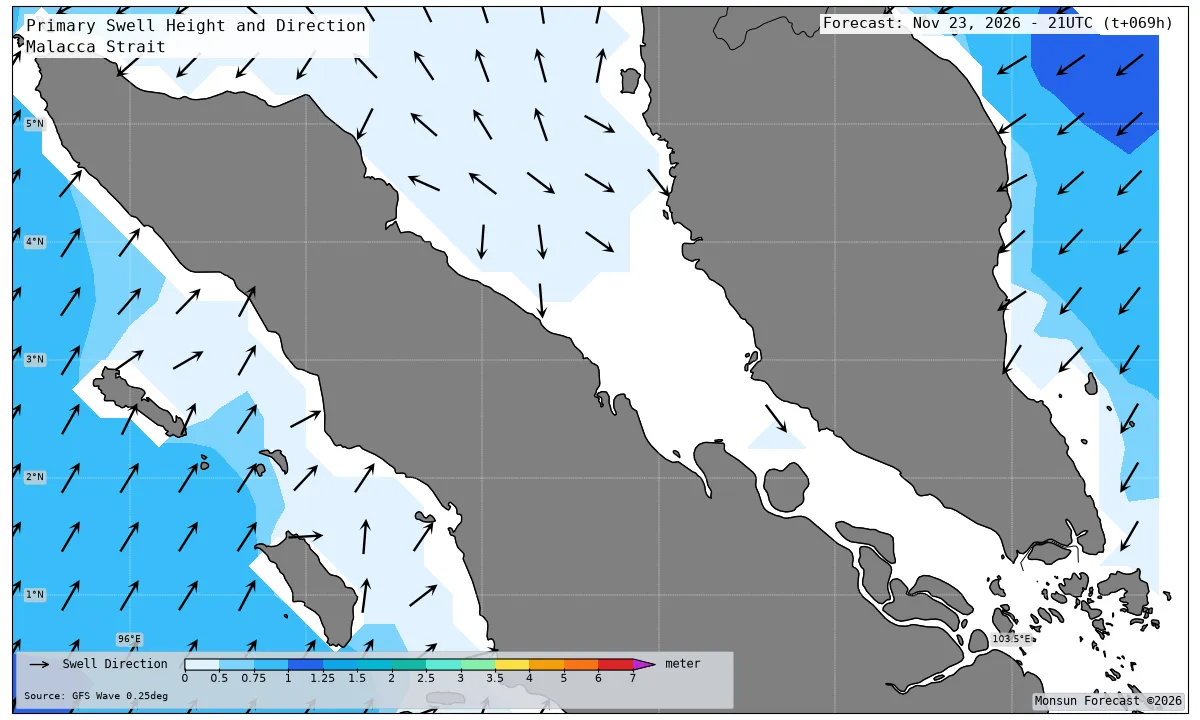 Primary Swell Height and Direction
Malacca Strait
Forecast: Nov 23, 2026 - 21UTC (t+069h)
5°N
4°N
3°N
2°N
1°N
96°E
103.5°E
Swell Direction
0 0.5 0.75 1 1.25 1.5 2 2.5 3 3.5 4 5 6 7
meter
Source: GFS Wave 0.25deg
Monsun Forecast ©2026